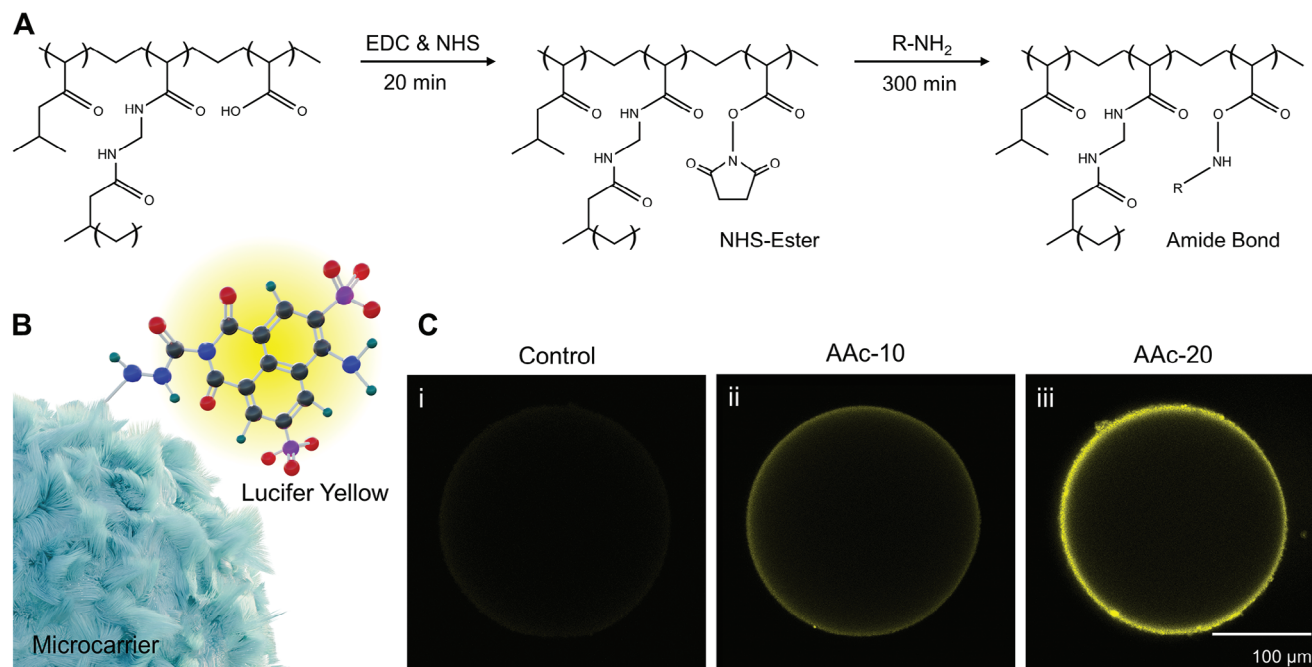 A
EDC & NHS
20 min
R-NH₂
300 min
O
HN
O
HN
O
HO
O
O
HN
O
HN
O
O
O
N
O
O
NHS-Ester
O
HN
O
HN
O
O
O
NH
R
Amide Bond
B
Lucifer Yellow
Microcarrier
C
Control
AAc-10
AAc-20
i
ii
iii
100 µm